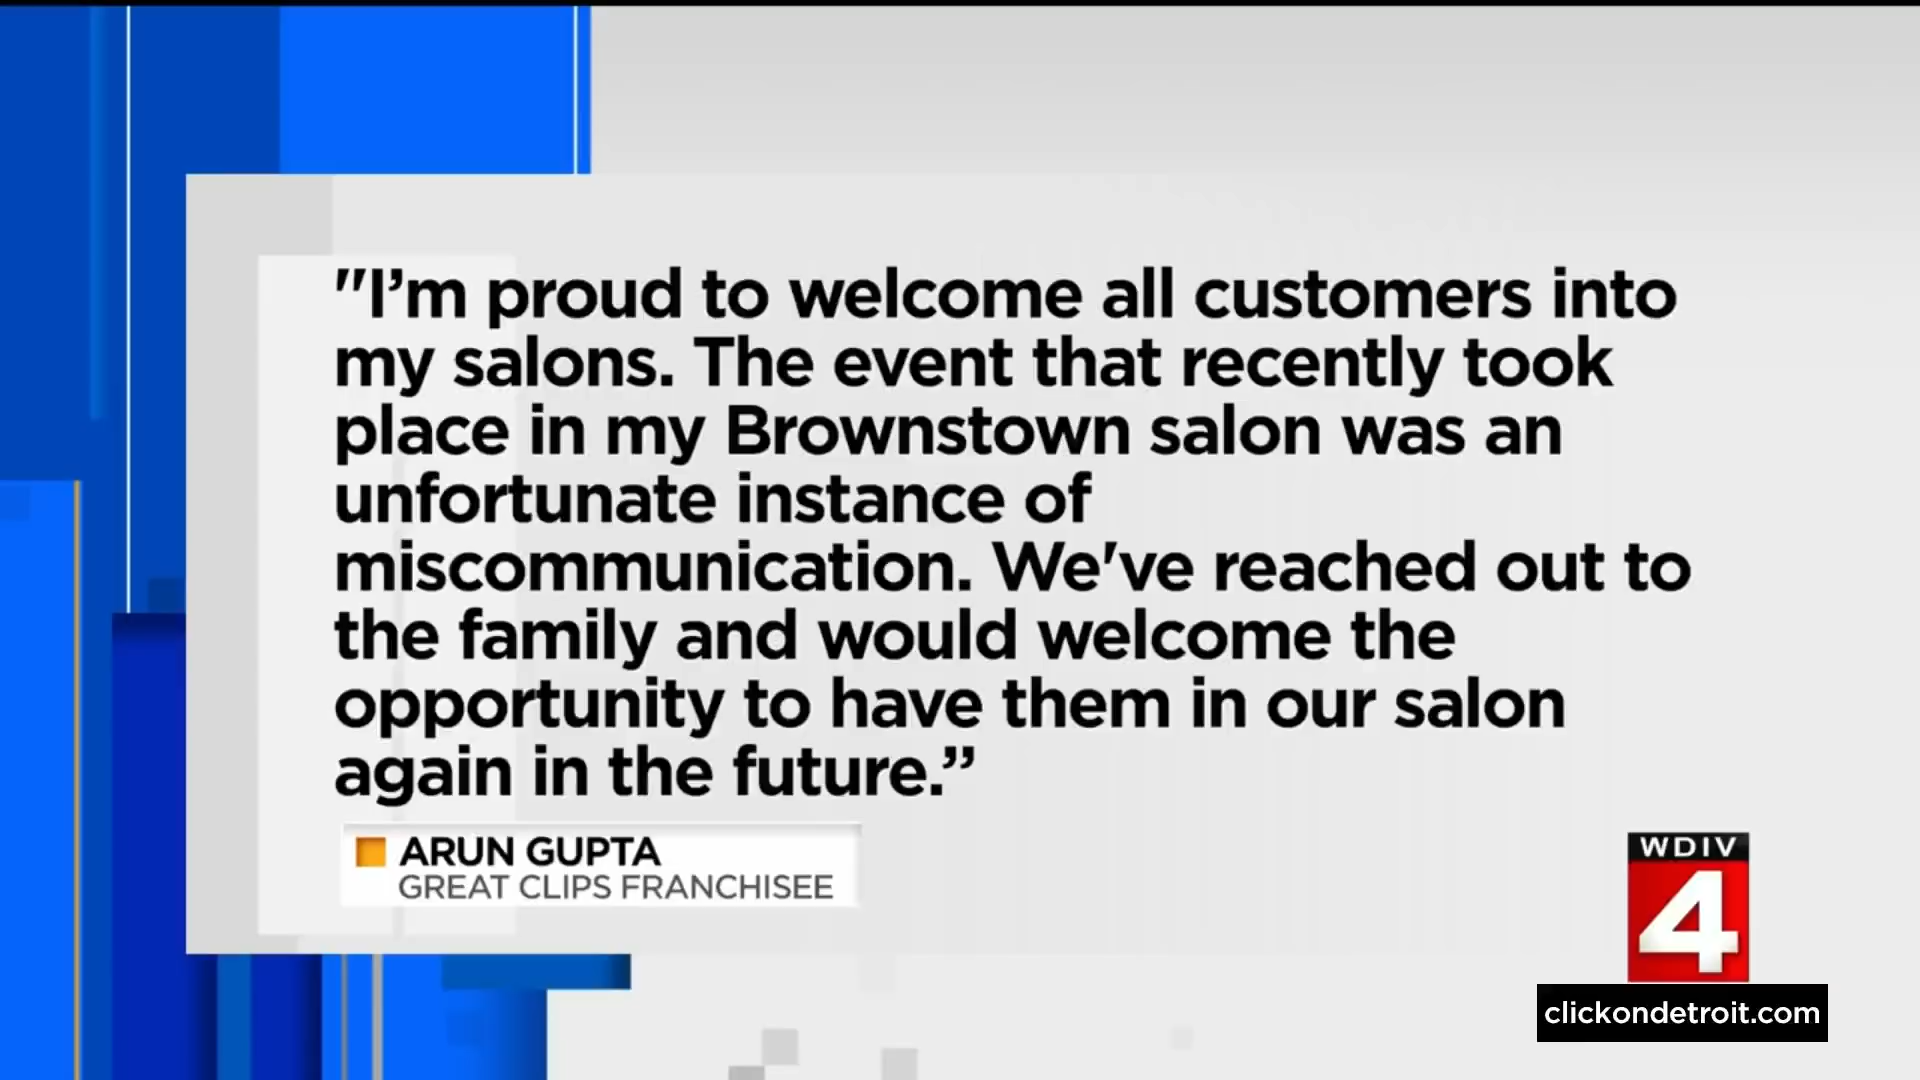 "I’m proud to welcome all customers into
my salons. The event that recently took
place in my Brownstown salon was an
unfortunate instance of
miscommunication. We've reached out to
the family and would welcome the
opportunity to have them in our salon
again in the future.”
ARUN GUPTA
GREAT CLIPS FRANCHISEE
WDIV
4
clickondetroit.com